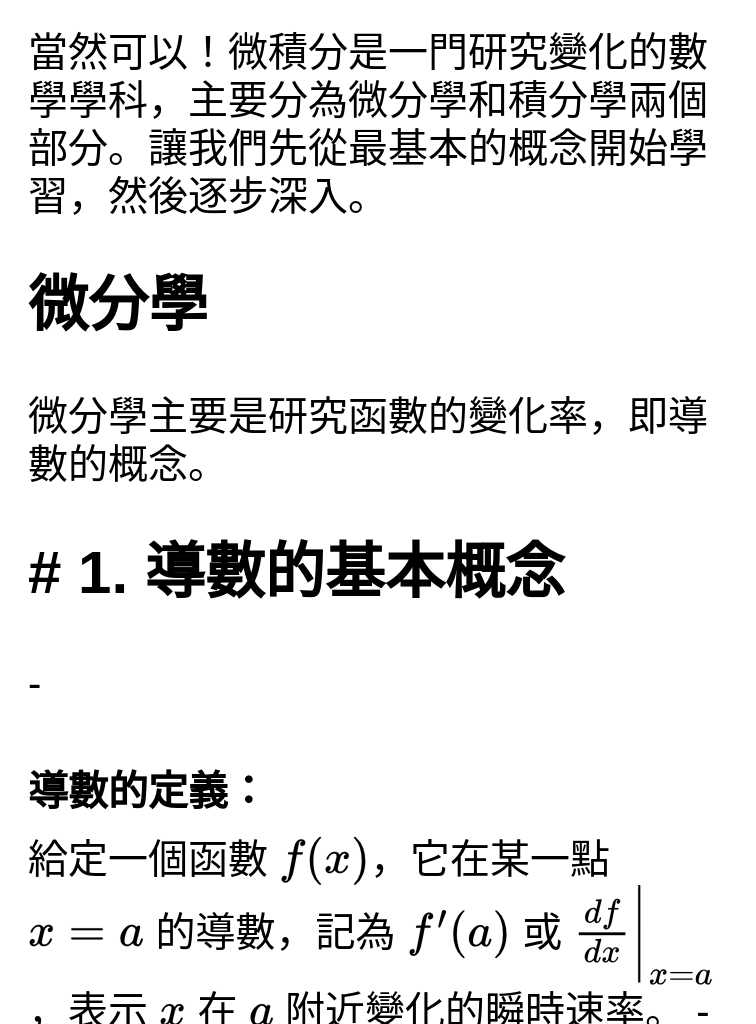 當然可以！微積分是一門研究變化的數
學學科，主要分為微分學和積分學兩個
部分。讓我們先從最基本的概念開始學
習，然後逐步深入。
微分學
微分學主要是研究函數的變化率，即導
數的概念。
# 1. 導數的基本概念
-
導數的定義：
給定一個函數 f(x)，它在某一點
x = a 的導數，記為 f′(a) 或 df/dx|x=a
，表示 x 在 a 附近變化的瞬時速率。 -